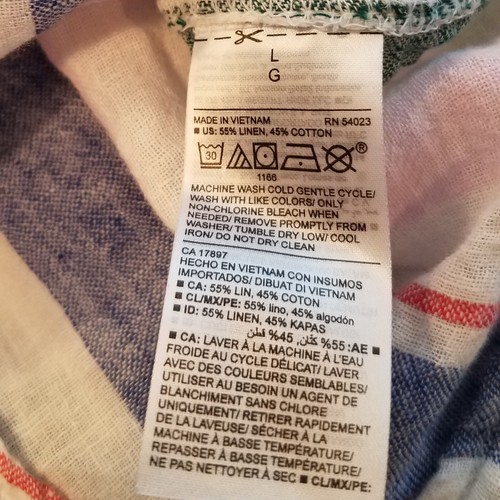 L
G
MADE IN VIETNAM RN 54023
■ US: 55% LINEN, 45% COTTON
30
®
1166
MACHINE WASH COLD GENTLE CYCLE/
WASH WITH LIKE COLORS/ ONLY
NON-CHLORINE BLEACH WHEN
NEEDED/ REMOVE PROMPTLY FROM
WASHER/ TUMBLE DRY LOW/ COOL
IRON/ DO NOT DRY CLEAN
CA 17897
HECHO EN VIETNAM CON INSUMOS
IMPORTADOS/ DIBUAT DI VIETNAM
■ CA: 55% LIN, 45% COTON
■ CL/MX/PE: 55% lino, 45% algodón
■ ID: 55% LINEN, 45% KAPAS
■ AE: 55% كتان, 45% قطن
■ CA: LAVER À LA MACHINE À L'EAU
FROIDE AU CYCLE DÉLICAT/ LAVER
AVEC DES COULEURS SEMBLABLES/
UTILISER AU BESOIN UN AGENT DE
BLANCHIMENT SANS CHLORE
UNIQUEMENT/ RETIRER RAPIDEMENT
DE LA LAVEUSE/ SÉCHER À LA
MACHINE À BASSE TEMPÉRATURE/
REPASSER À BASSE TEMPÉRATURE/
NE PAS NETTOYER À SEC ■ CL/MX/PE: